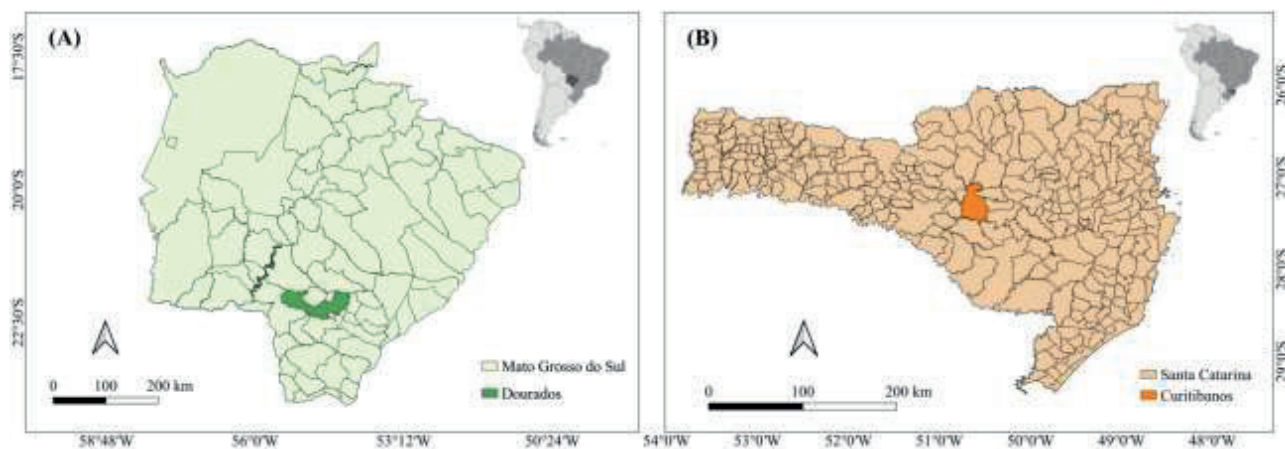 (A)
17°30'S
20°0'S
22°30'S
Mato Grosso do Sul
Dourados
0 100 200 km
58°48'W 56°0'W 53°12'W 50°24'W
(B)
26°0'S
27°0'S
28°0'S
29°0'S
Santa Catarina
Curitibanos
0 100 200 km
54°0'W 53°0'W 52°0'W 51°0'W 50°0'W 49°0'W 48°0'W